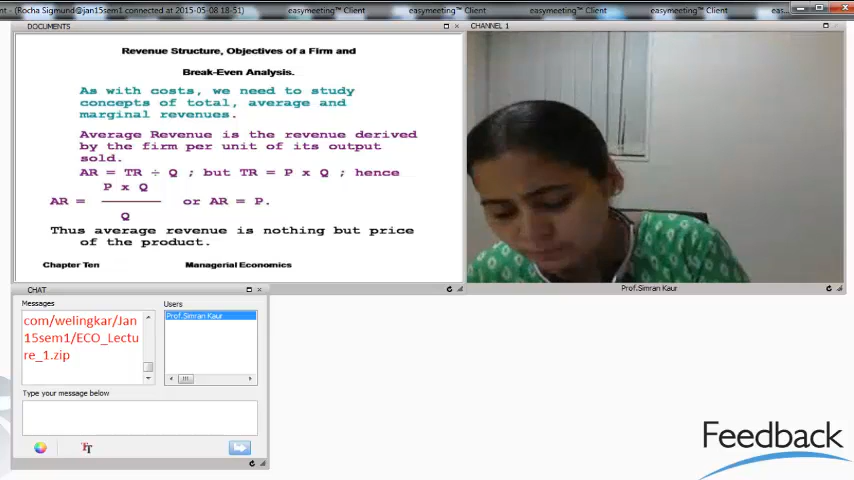 nt - (Rocha Sigmund@jan15sem1 connected at 2015-05-08 18-51)
easymeeting™ Client
easymeeting™ Client
easymeeting™ Client
easymeeting™ Client
eas...
DOCUMENTS
Revenue Structure, Objectives of a Firm and
Break-Even Analysis.
As with costs, we need to study
concepts of total, average and
marginal revenues.
Average Revenue is the revenue derived
by the firm per unit of its output
sold.
AR = TR ÷ Q ; but TR = P x Q ; hence
P x Q
AR = or AR = P.
Q
Thus average revenue is nothing but price
of the product.
Chapter Ten Managerial Economics
CHANNEL 1
Prof.Simran Kaur
CHAT
Messages
com/welingkar/Jan
15sem1/ECO_Lectu
re_1.zip
Users
Prof.Simran Kaur
Type your message below
Feedback